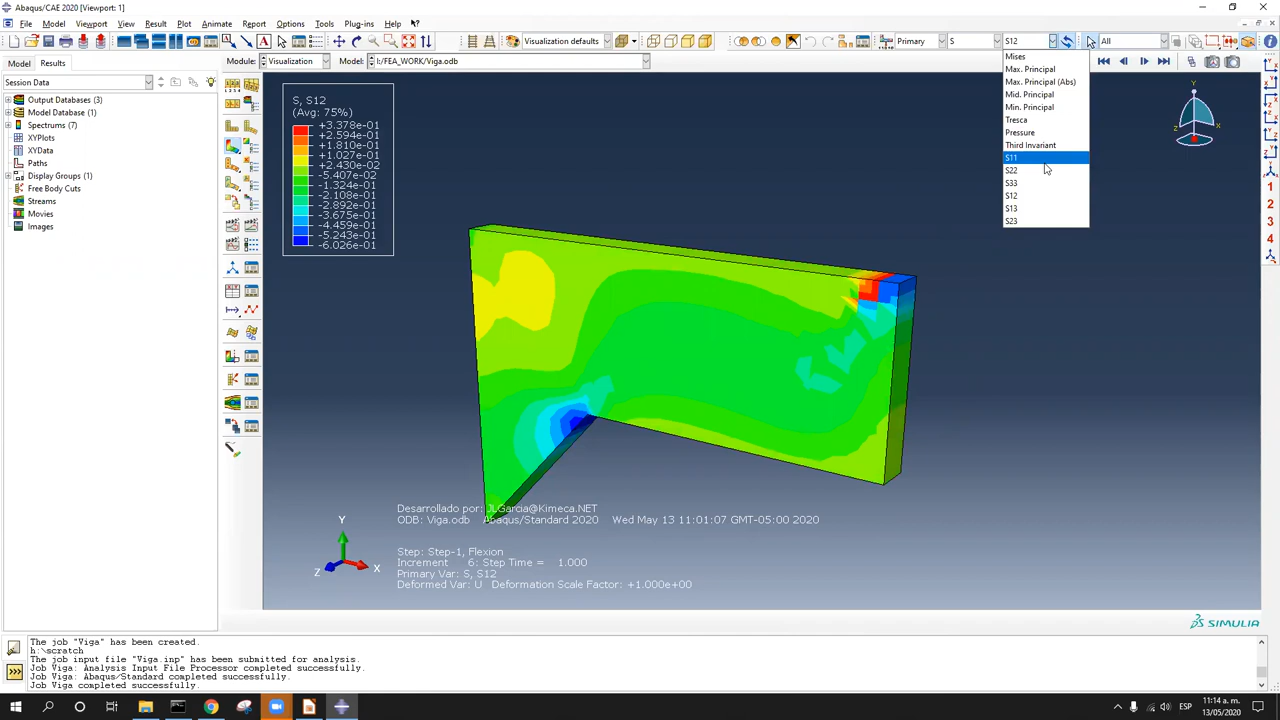 Abaqus/CAE 2020 [Viewport: 1]
File Model Viewport View Result Plot Animate Report Options Tools Plug-ins Help
Visualization defaults Primary S S12 All
Model Results Module: Visualization Model: I:/FEA_WORK/Viga.odb
Session Data
Output Databases (3)
Model Database (1)
Spectrums (7)
XYPlots
XYData
Paths
Display Groups (1)
Free Body Cuts
Streams
Movies
Images
S, S12
(Avg: 75%)
+3.378e-01
+2.594e-01
+1.810e-01
+1.027e-01
+2.430e-02
-5.407e-02
-1.324e-01
-2.108e-01
-2.892e-01
-3.675e-01
-4.459e-01
-5.243e-01
-6.026e-01
Mises
Max. Principal
Max. Principal (Abs)
Mid. Principal
Min. Principal
Tresca
Pressure
Third Invariant
S11
S22
S33
S12
S13
S23
Y
X
Z
1
2
3
4
Desarrollado por: JLGarcia@Kimeca.NET
ODB: Viga.odb Abaqus/Standard 2020 Wed May 13 11:01:07 GMT-05:00 2020
Step: Step-1, Flexion
Increment 6: Step Time = 1.000
Primary Var: S, S12
Deformed Var: U Deformation Scale Factor: +1.000e+00
Y
X
Z
SIMULIA
The job "Viga" has been created.
h:\scratch
The job input file "Viga.inp" has been submitted for analysis.
Job Viga: Analysis Input File Processor completed successfully.
Job Viga: Abaqus/Standard completed successfully.
Job Viga completed successfully.
ESP
11:14 a. m.
13/05/2020